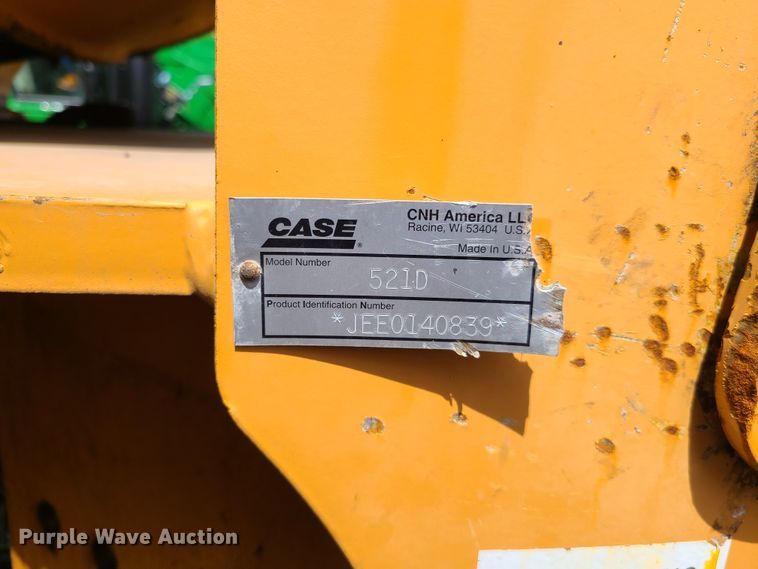 CASE
CNH America LL
Racine, WI 53404 U.S.
Made In U.S.A
Model Number
521D
Product Identification Number
*JEE0140839*
Purple Wave Auction